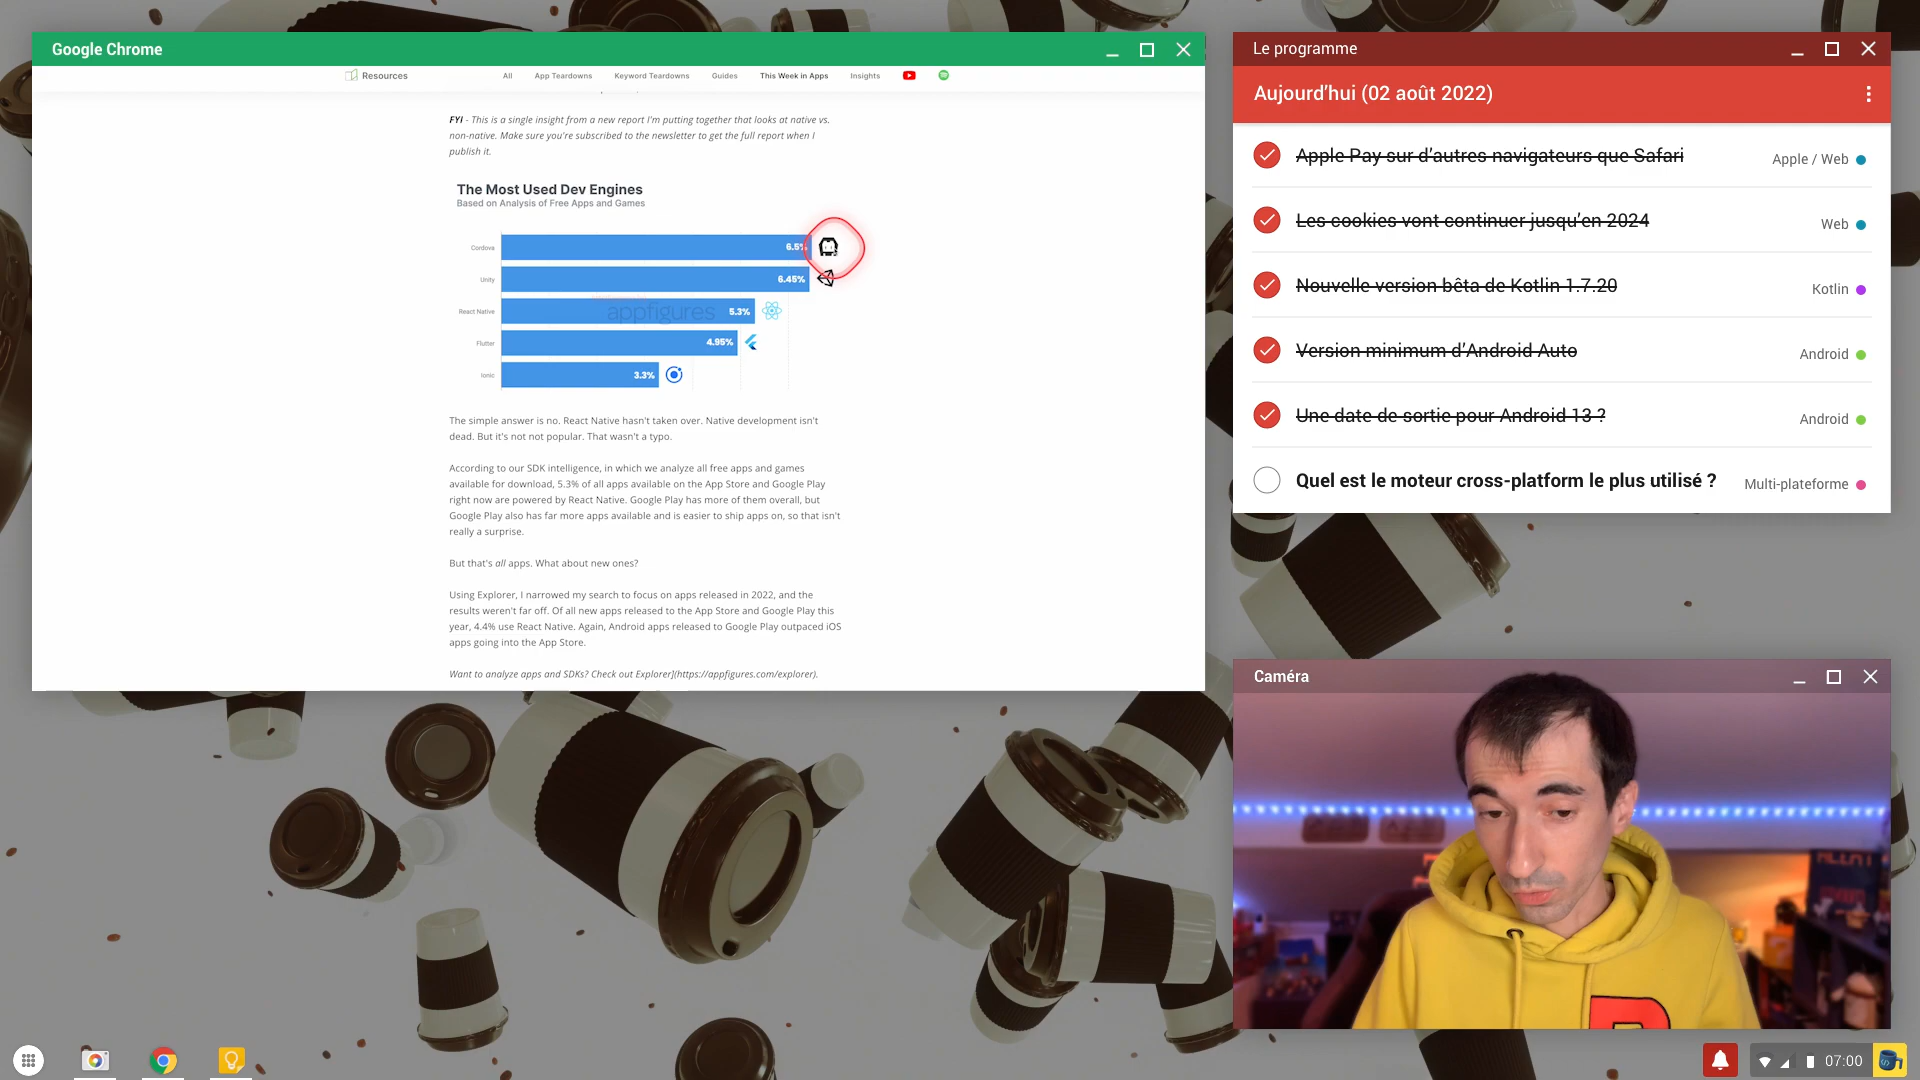 Google Chrome
Resources
All
App Teardowns
Keyword Teardowns
Guides
This Week in Apps
Insights
FYI - This is a single insight from a new report I'm putting together that looks at native vs.
non-native. Make sure you're subscribed to the newsletter to get the full report when I
publish it.
The Most Used Dev Engines
Based on Analysis of Free Apps and Games
Cordova
6.5%
Unity
6.45%
React Native
appfigures
5.3%
Flutter
4.95%
Ionic
3.3%
The simple answer is no. React Native hasn't taken over. Native development isn't
dead. But it's not not popular. That wasn't a typo.
According to our SDK intelligence, in which we analyze all free apps and games
available for download, 5.3% of all apps available on the App Store and Google Play
right now are powered by React Native. Google Play has more of them overall, but
Google Play also has far more apps available and is easier to ship apps on, so that isn't
really a surprise.
But that's all apps. What about new ones?
Using Explorer, I narrowed my search to focus on apps released in 2022, and the
results weren't far off. Of all new apps released to the App Store and Google Play this
year, 4.4% use React Native. Again, Android apps released to Google Play outpaced iOS
apps going into the App Store.
Want to analyze apps and SDKs? Check out Explorer](https://appfigures.com/explorer).
Le programme
Aujourd'hui (02 août 2022)
Apple Pay sur d'autres navigateurs que Safari
Apple / Web
Les cookies vont continuer jusqu'en 2024
Web
Nouvelle version bêta de Kotlin 1.7.20
Kotlin
Version minimum d'Android Auto
Android
Une date de sortie pour Android 13 ?
Android
Quel est le moteur cross-platform le plus utilisé ?
Multi-plateforme
Caméra
07:00